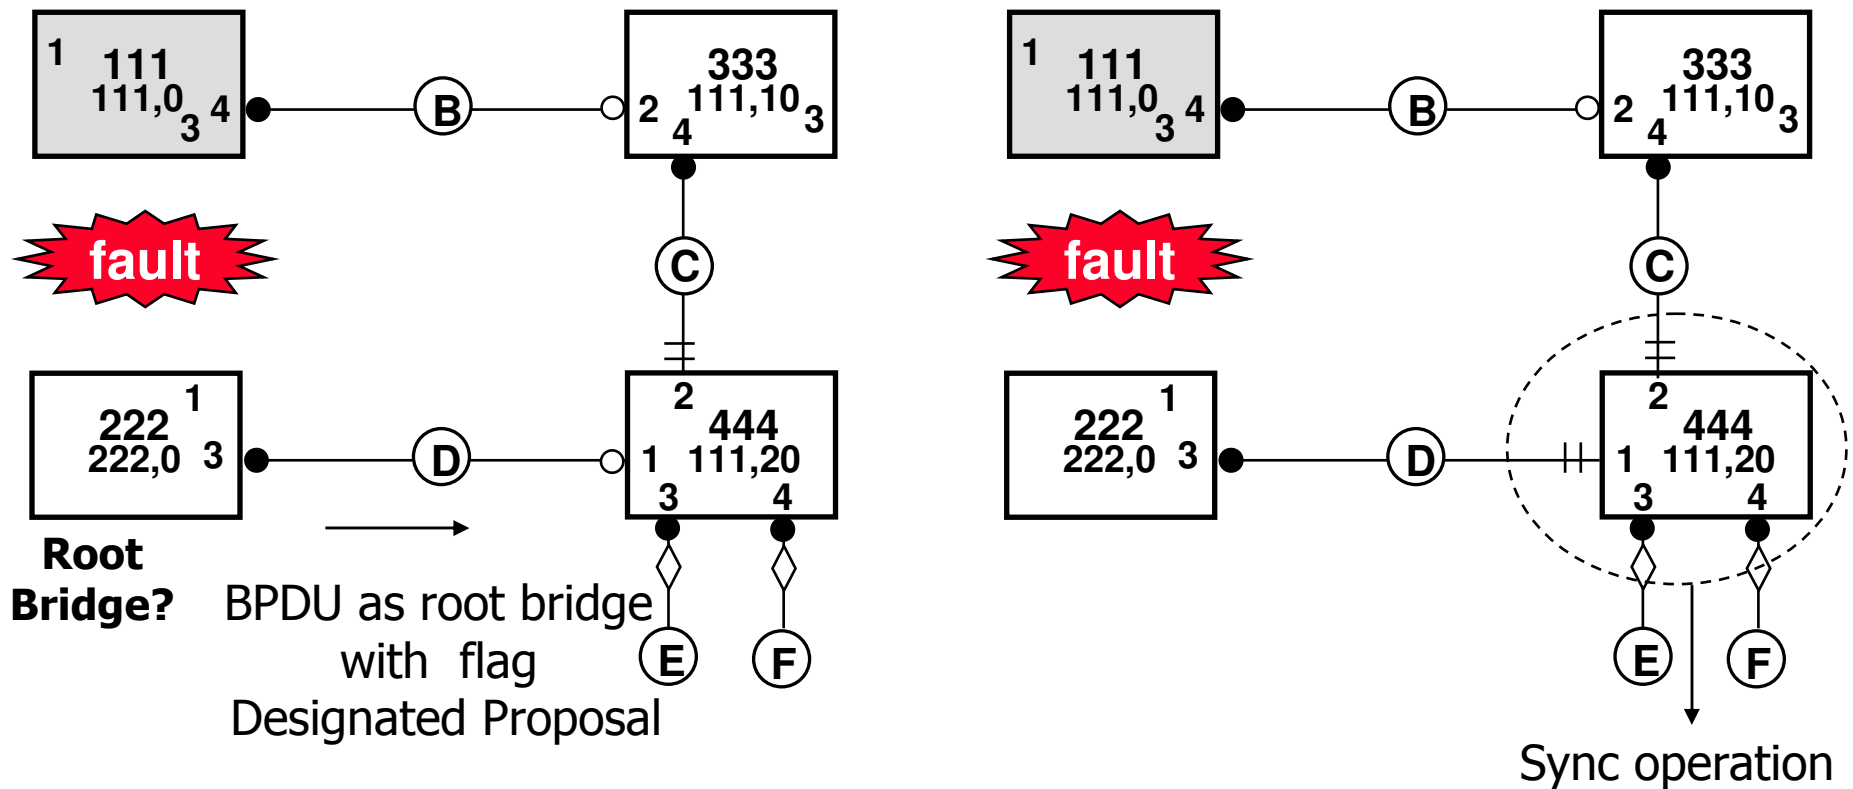 1
111
111,0
3
4
B
2
333
111,10
4
3
fault
C
1
222
222,0
3
D
2
444
1
111,20
3
4
Root
Bridge?
BPDU as root bridge
with flag
Designated Proposal
E
F
1
111
111,0
3
4
B
2
333
111,10
4
3
fault
C
1
222
222,0
3
D
2
444
1
111,20
3
4
E
F
Sync operation